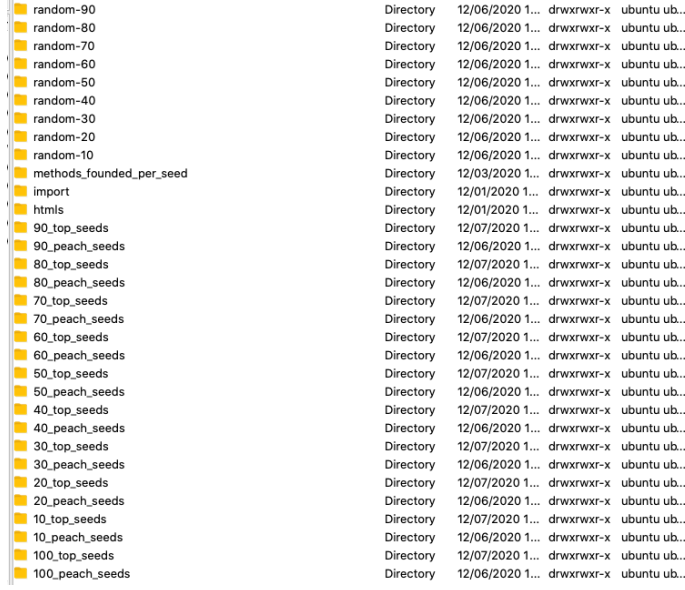 random-90 Directory 12/06/2020 1... drwxrwxr-x ubuntu ub...
random-80 Directory 12/06/2020 1... drwxrwxr-x ubuntu ub...
random-70 Directory 12/06/2020 1... drwxrwxr-x ubuntu ub...
random-60 Directory 12/06/2020 1... drwxrwxr-x ubuntu ub...
random-50 Directory 12/06/2020 1... drwxrwxr-x ubuntu ub...
random-40 Directory 12/06/2020 1... drwxrwxr-x ubuntu ub...
random-30 Directory 12/06/2020 1... drwxrwxr-x ubuntu ub...
random-20 Directory 12/06/2020 1... drwxrwxr-x ubuntu ub...
random-10 Directory 12/06/2020 1... drwxrwxr-x ubuntu ub...
methods_founded_per_seed Directory 12/03/2020 1... drwxrwxr-x ubuntu ub...
import Directory 12/01/2020 1... drwxrwxr-x ubuntu ub...
htmls Directory 12/01/2020 1... drwxrwxr-x ubuntu ub...
90_top_seeds Directory 12/07/2020 1... drwxrwxr-x ubuntu ub...
90_peach_seeds Directory 12/06/2020 1... drwxrwxr-x ubuntu ub...
80_top_seeds Directory 12/07/2020 1... drwxrwxr-x ubuntu ub...
80_peach_seeds Directory 12/06/2020 1... drwxrwxr-x ubuntu ub...
70_top_seeds Directory 12/07/2020 1... drwxrwxr-x ubuntu ub...
70_peach_seeds Directory 12/06/2020 1... drwxrwxr-x ubuntu ub...
60_top_seeds Directory 12/07/2020 1... drwxrwxr-x ubuntu ub...
60_peach_seeds Directory 12/06/2020 1... drwxrwxr-x ubuntu ub...
50_top_seeds Directory 12/07/2020 1... drwxrwxr-x ubuntu ub...
50_peach_seeds Directory 12/06/2020 1... drwxrwxr-x ubuntu ub...
40_top_seeds Directory 12/07/2020 1... drwxrwxr-x ubuntu ub...
40_peach_seeds Directory 12/06/2020 1... drwxrwxr-x ubuntu ub...
30_top_seeds Directory 12/07/2020 1... drwxrwxr-x ubuntu ub...
30_peach_seeds Directory 12/06/2020 1... drwxrwxr-x ubuntu ub...
20_top_seeds Directory 12/07/2020 1... drwxrwxr-x ubuntu ub...
20_peach_seeds Directory 12/06/2020 1... drwxrwxr-x ubuntu ub...
10_top_seeds Directory 12/07/2020 1... drwxrwxr-x ubuntu ub...
10_peach_seeds Directory 12/06/2020 1... drwxrwxr-x ubuntu ub...
100_top_seeds Directory 12/07/2020 1... drwxrwxr-x ubuntu ub...
100_peach_seeds Directory 12/06/2020 1... drwxrwxr-x ubuntu ub...